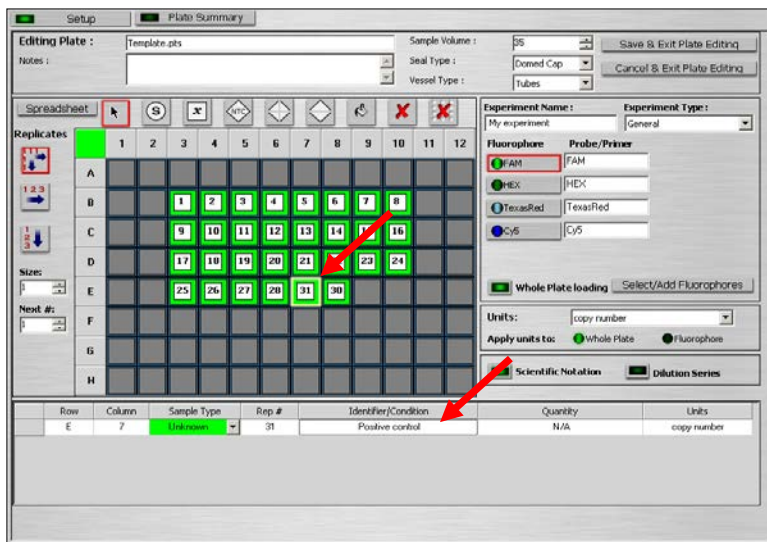 Setup
Plate Summary
Editing Plate :
Template.pts
Notes :
Sample Volume :
35
Seal Type :
Domed Cap
Vessel Type :
Tubes
Save & Exit Plate Editing
Cancel & Exit Plate Editing
Spreadsheet
S
x
NTC
Replicates
1 2 3
Size:
1
Next #:
1
1 2 3 4 5 6 7 8 9 10 11 12
A
B 1 2 3 4 5 6 7 8
C 9 10 11 12 13 14 16
D 17 18 19 20 21 23 24
E 25 26 27 28 31 30
F
G
H
Experiment Name :
Experiment Type :
My experiment
General
Fluorophore Probe/Primer
FAM FAM
HEX HEX
TexasRed TexasRed
Cy5 Cy5
Whole Plate loading
Select/Add Fluorophores
Units:
copy number
Apply units to: Whole Plate Fluorophore
Scientific Notation
Dilution Series
Row Column Sample Type Rep # Identifier/Condition Quantity Units
E 7 Unknown 31 Positive control N/A copy number